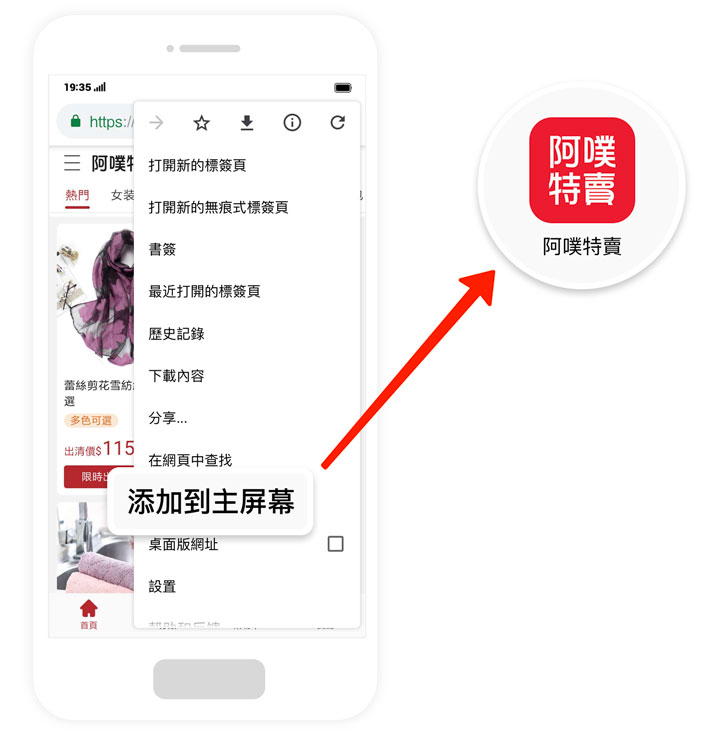 19:35
https://
阿噗特
熱門 女裝
蕾絲剪花雪紡
選
多色可選
出清價$115
限時
首頁
打開新的標簽頁
打開新的無痕式標簽頁
書簽
最近打開的標簽頁
歷史記錄
下載內容
分享...
在網頁中查找
添加到主屏幕
桌面版網址
設置
阿噗
特賣
阿噗特賣